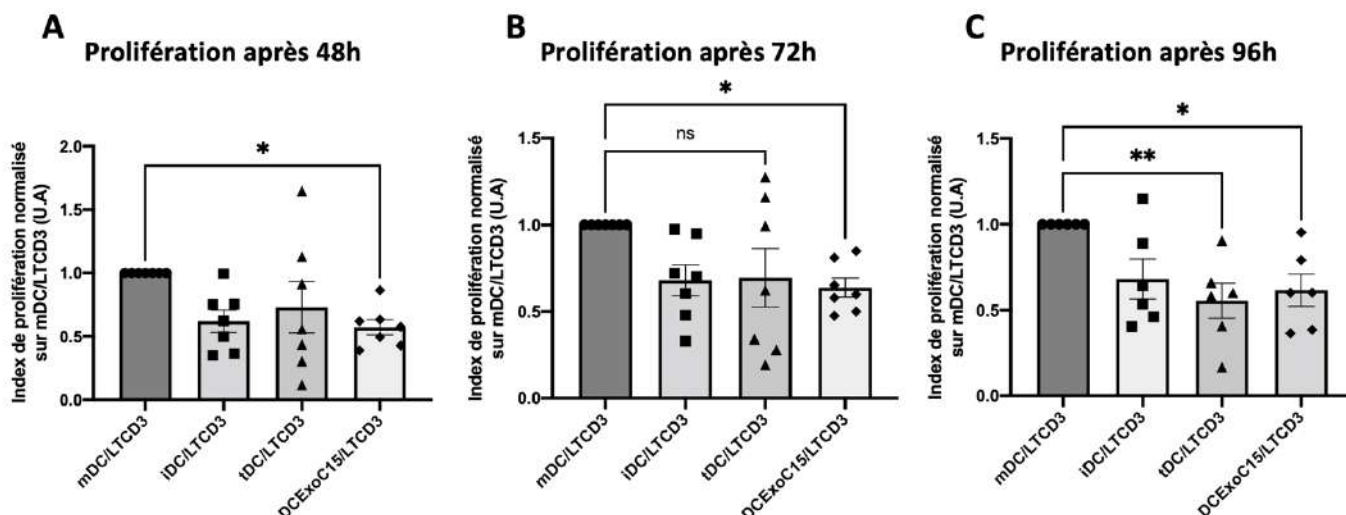 A
Prolifération après 48h
*
Index de prolifération normalisé
sur mDC/LTCD3 (U.A)
2.0
1.5
1.0
0.5
0.0
mDC/LTCD3
iDC/LTCD3
tDC/LTCD3
DCExoC15/LTCD3
B
Prolifération après 72h
*
ns
Index de prolifération normalisé
sur mDC/LTCD3 (U.A)
1.5
1.0
0.5
0.0
mDC/LTCD3
iDC/LTCD3
tDC/LTCD3
DCExoC15/LTCD3
C
Prolifération après 96h
*
**
Index de prolifération normalisé
sur mDC/LTCD3 (U.A)
1.5
1.0
0.5
0.0
mDC/LTCD3
iDC/LTCD3
tDC/LTCD3
DCExoC15/LTCD3